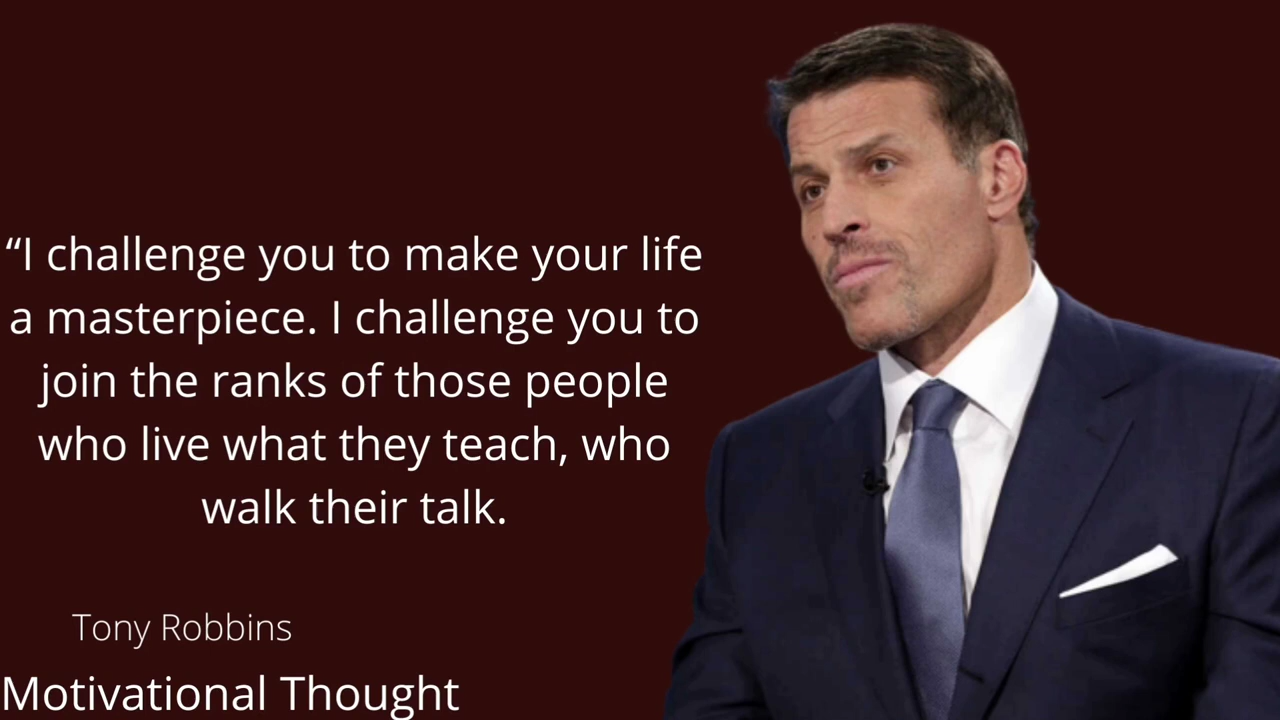 “I challenge you to make your life
a masterpiece. I challenge you to
join the ranks of those people
who live what they teach, who
walk their talk.
Tony Robbins
Motivational Thought